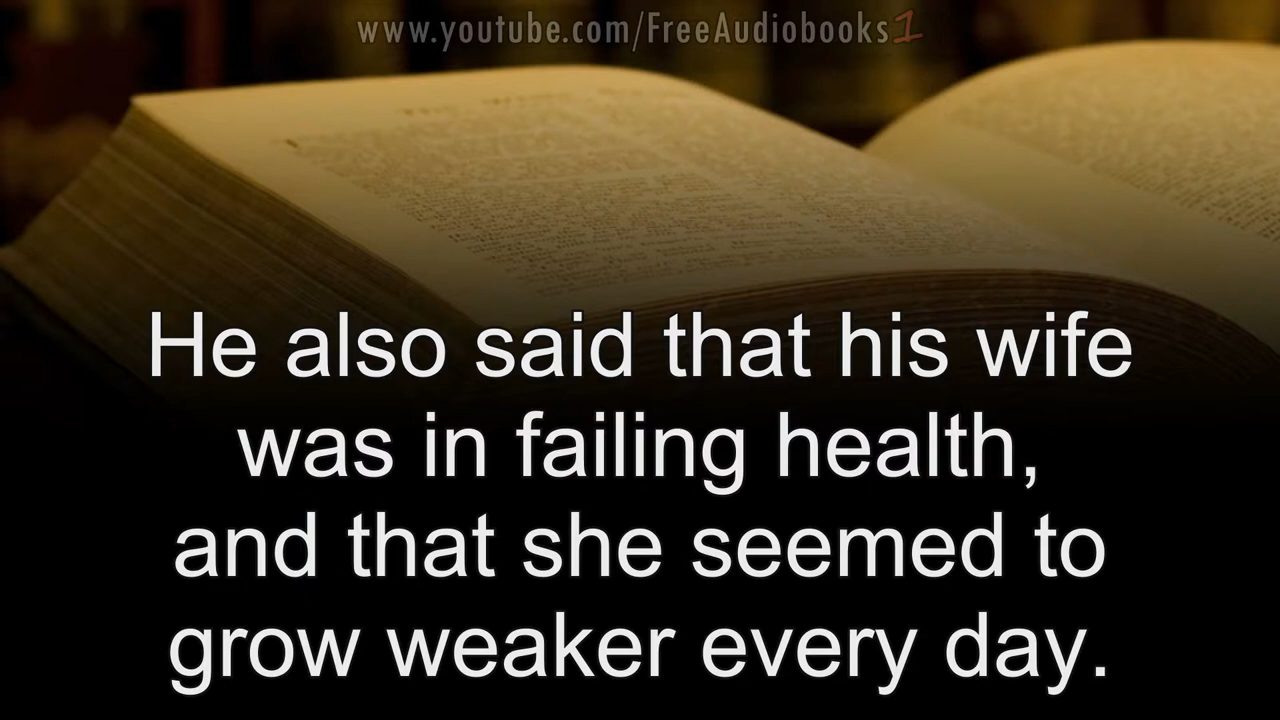 www.youtube.com/FreeAudiobooks1
He also said that his wife
was in failing health,
and that she seemed to
grow weaker every day.